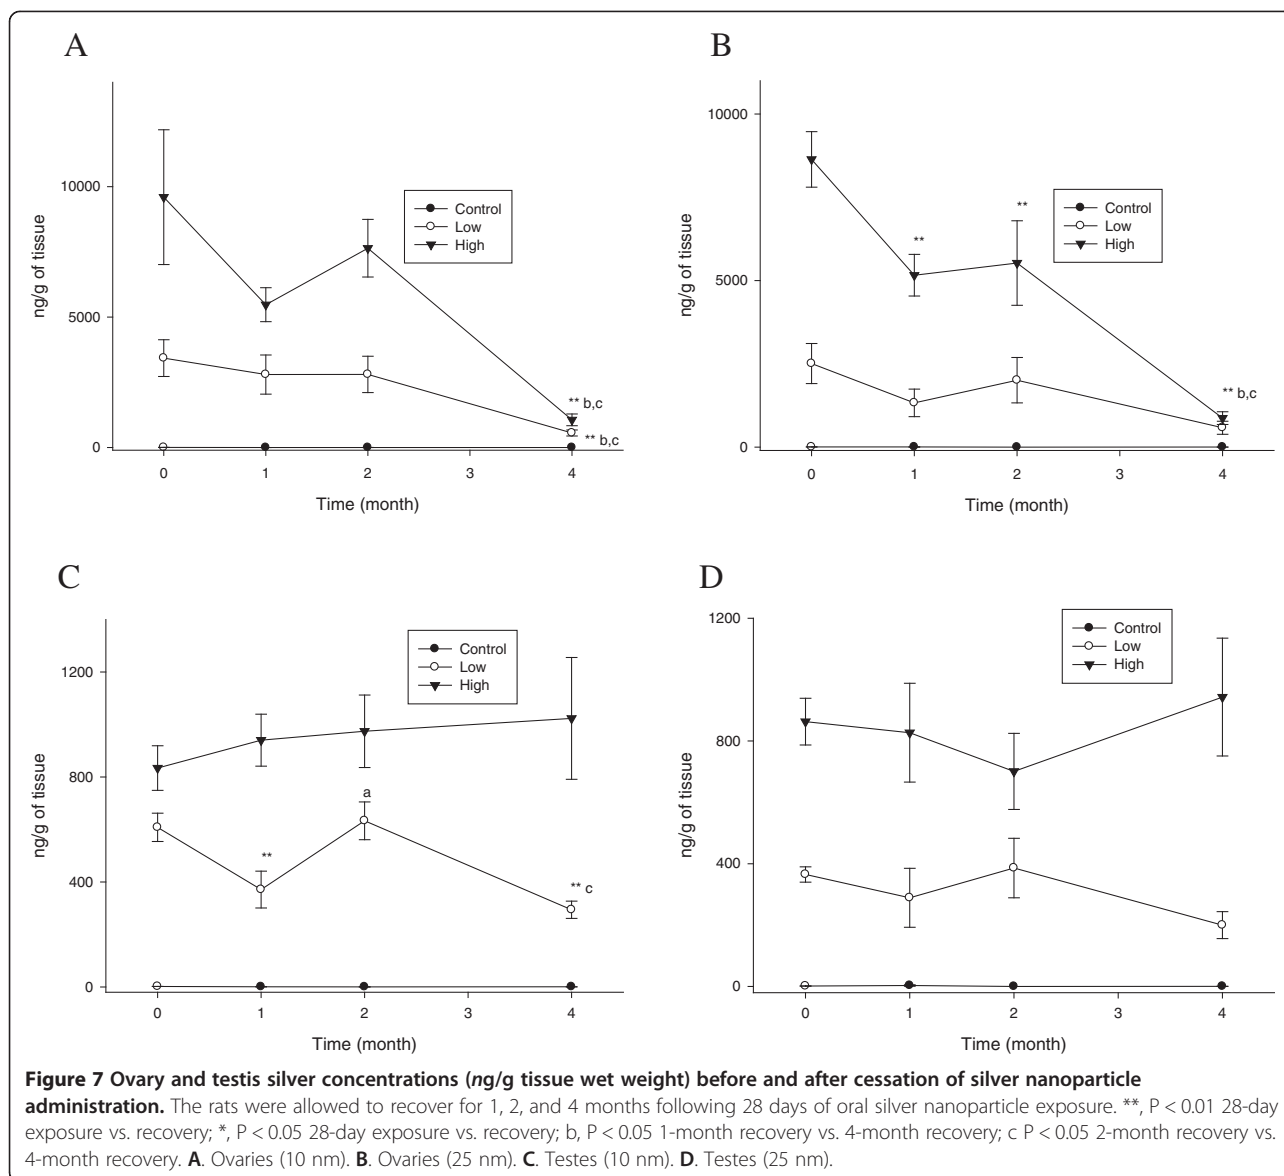 A
ng/g of tissue
10000
5000
0
Control
Low
High
** b,c
** b,c
0 1 2 3 4
Time (month)
B
ng/g of tissue
10000
5000
0
Control
Low
High
**
**
** b,c
0 1 2 3 4
Time (month)
C
ng/g of tissue
1200
800
400
0
Control
Low
High
**
a
** c
0 1 2 3 4
Time (month)
D
ng/g of tissue
1200
800
400
0
Control
Low
High
0 1 2 3 4
Time (month)
Figure 7 Ovary and testis silver concentrations (ng/g tissue wet weight) before and after cessation of silver nanoparticle
administration. The rats were allowed to recover for 1, 2, and 4 months following 28 days of oral silver nanoparticle exposure. **, P < 0.01 28-day
exposure vs. recovery; *, P < 0.05 28-day exposure vs. recovery; b, P < 0.05 1-month recovery vs. 4-month recovery; c P < 0.05 2-month recovery vs.
4-month recovery. A. Ovaries (10 nm). B. Ovaries (25 nm). C. Testes (10 nm). D. Testes (25 nm).